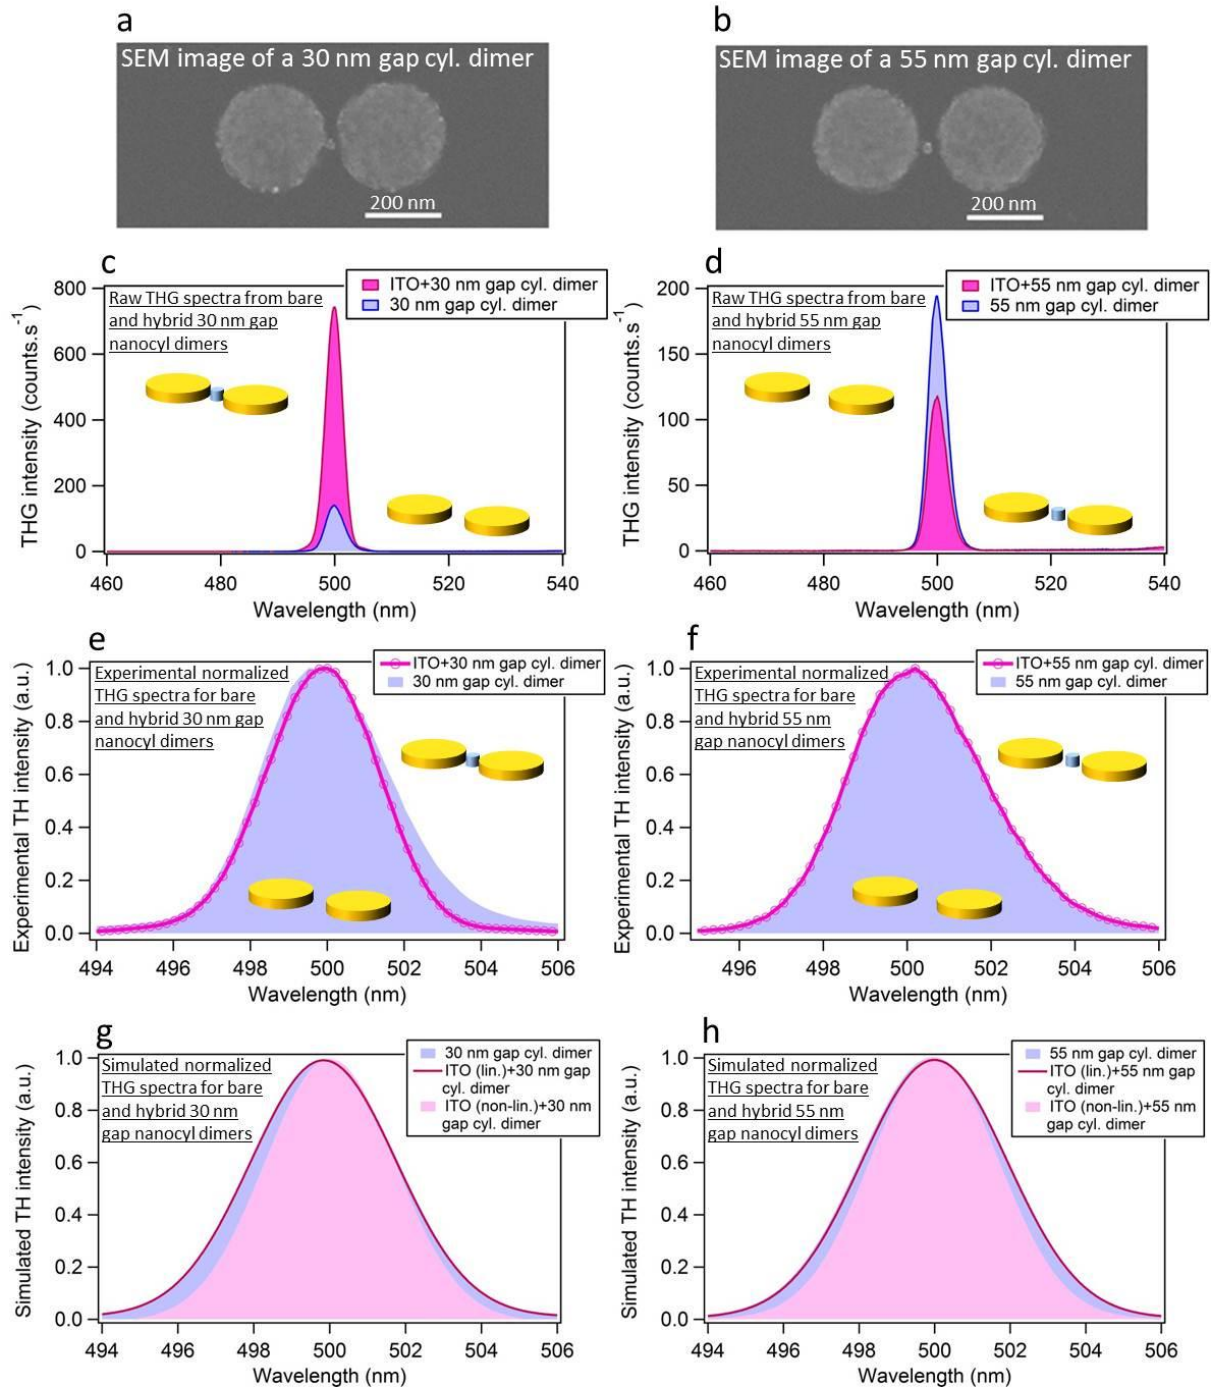 a
SEM image of a 30 nm gap cyl. dimer
200 nm
b
SEM image of a 55 nm gap cyl. dimer
200 nm
c
ITO+30 nm gap cyl. dimer
30 nm gap cyl. dimer
Raw THG spectra from bare
and hybrid 30 nm gap
nanocyl dimers
THG intensity (counts.s⁻¹)
800
600
400
200
0
460
480
500
520
540
Wavelength (nm)
d
ITO+55 nm gap cyl. dimer
55 nm gap cyl. dimer
Raw THG spectra from bare
and hybrid 55 nm gap
nanocyl dimers
THG intensity (counts.s⁻¹)
200
150
100
50
0
460
480
500
520
540
Wavelength (nm)
e
ITO+30 nm gap cyl. dimer
30 nm gap cyl. dimer
Experimental normalized
THG spectra for bare
and hybrid 30 nm gap
nanocyl dimers
Experimental TH intensity (a.u.)
1.0
0.8
0.6
0.4
0.2
0.0
494
496
498
500
502
504
506
Wavelength (nm)
f
ITO+55 nm gap cyl. dimer
55 nm gap cyl. dimer
Experimental normalized
THG spectra for bare
and hybrid 55 nm
gap nanocyl dimers
Experimental TH intensity (a.u.)
1.0
0.8
0.6
0.4
0.2
0.0
496
498
500
502
504
506
Wavelength (nm)
g
30 nm gap cyl. dimer
ITO (lin.)+30 nm gap
cyl. dimer
ITO (non-lin.)+30 nm
gap cyl. dimer
Simulated normalized
THG spectra for bare
and hybrid 30 nm
gap nanocyl dimers
Simulated TH intensity (a.u.)
1.0
0.8
0.6
0.4
0.2
0.0
494
496
498
500
502
504
506
Wavelength (nm)
h
55 nm gap cyl. dimer
ITO (lin.)+55 nm gap
cyl. dimer
ITO (non-lin.)+55 nm
gap cyl. dimer
Simulated normalized
THG spectra for bare
and hybrid 55 nm
gap nanocyl dimers
Simulated TH intensity (a.u.)
1.0
0.8
0.6
0.4
0.2
0.0
494
496
498
500
502
504
506
Wavelength (nm)